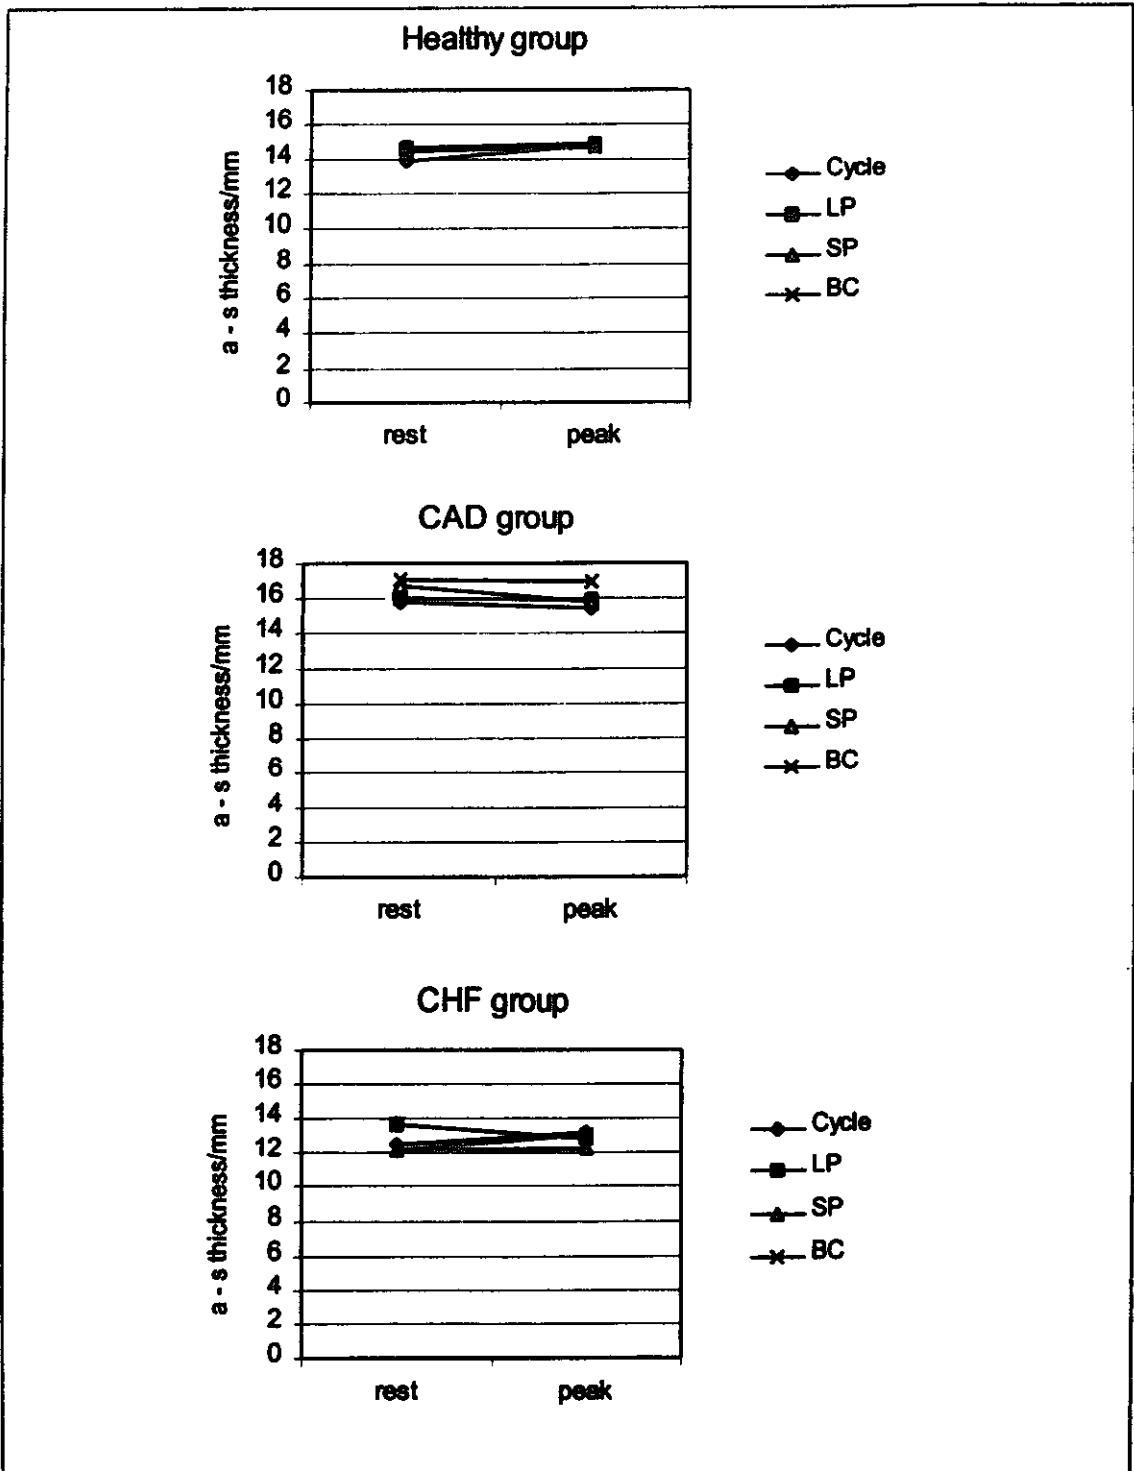 Healthy group
18
16
14
12
10
8
6
4
2
0
a - s thickness/mm
rest peak
Cycle
LP
SP
BC
CAD group
18
16
14
12
10
8
6
4
2
0
a - s thickness/mm
rest peak
Cycle
LP
SP
BC
CHF group
18
16
14
12
10
8
6
4
2
0
a - s thickness/mm
rest peak
Cycle
LP
SP
BC